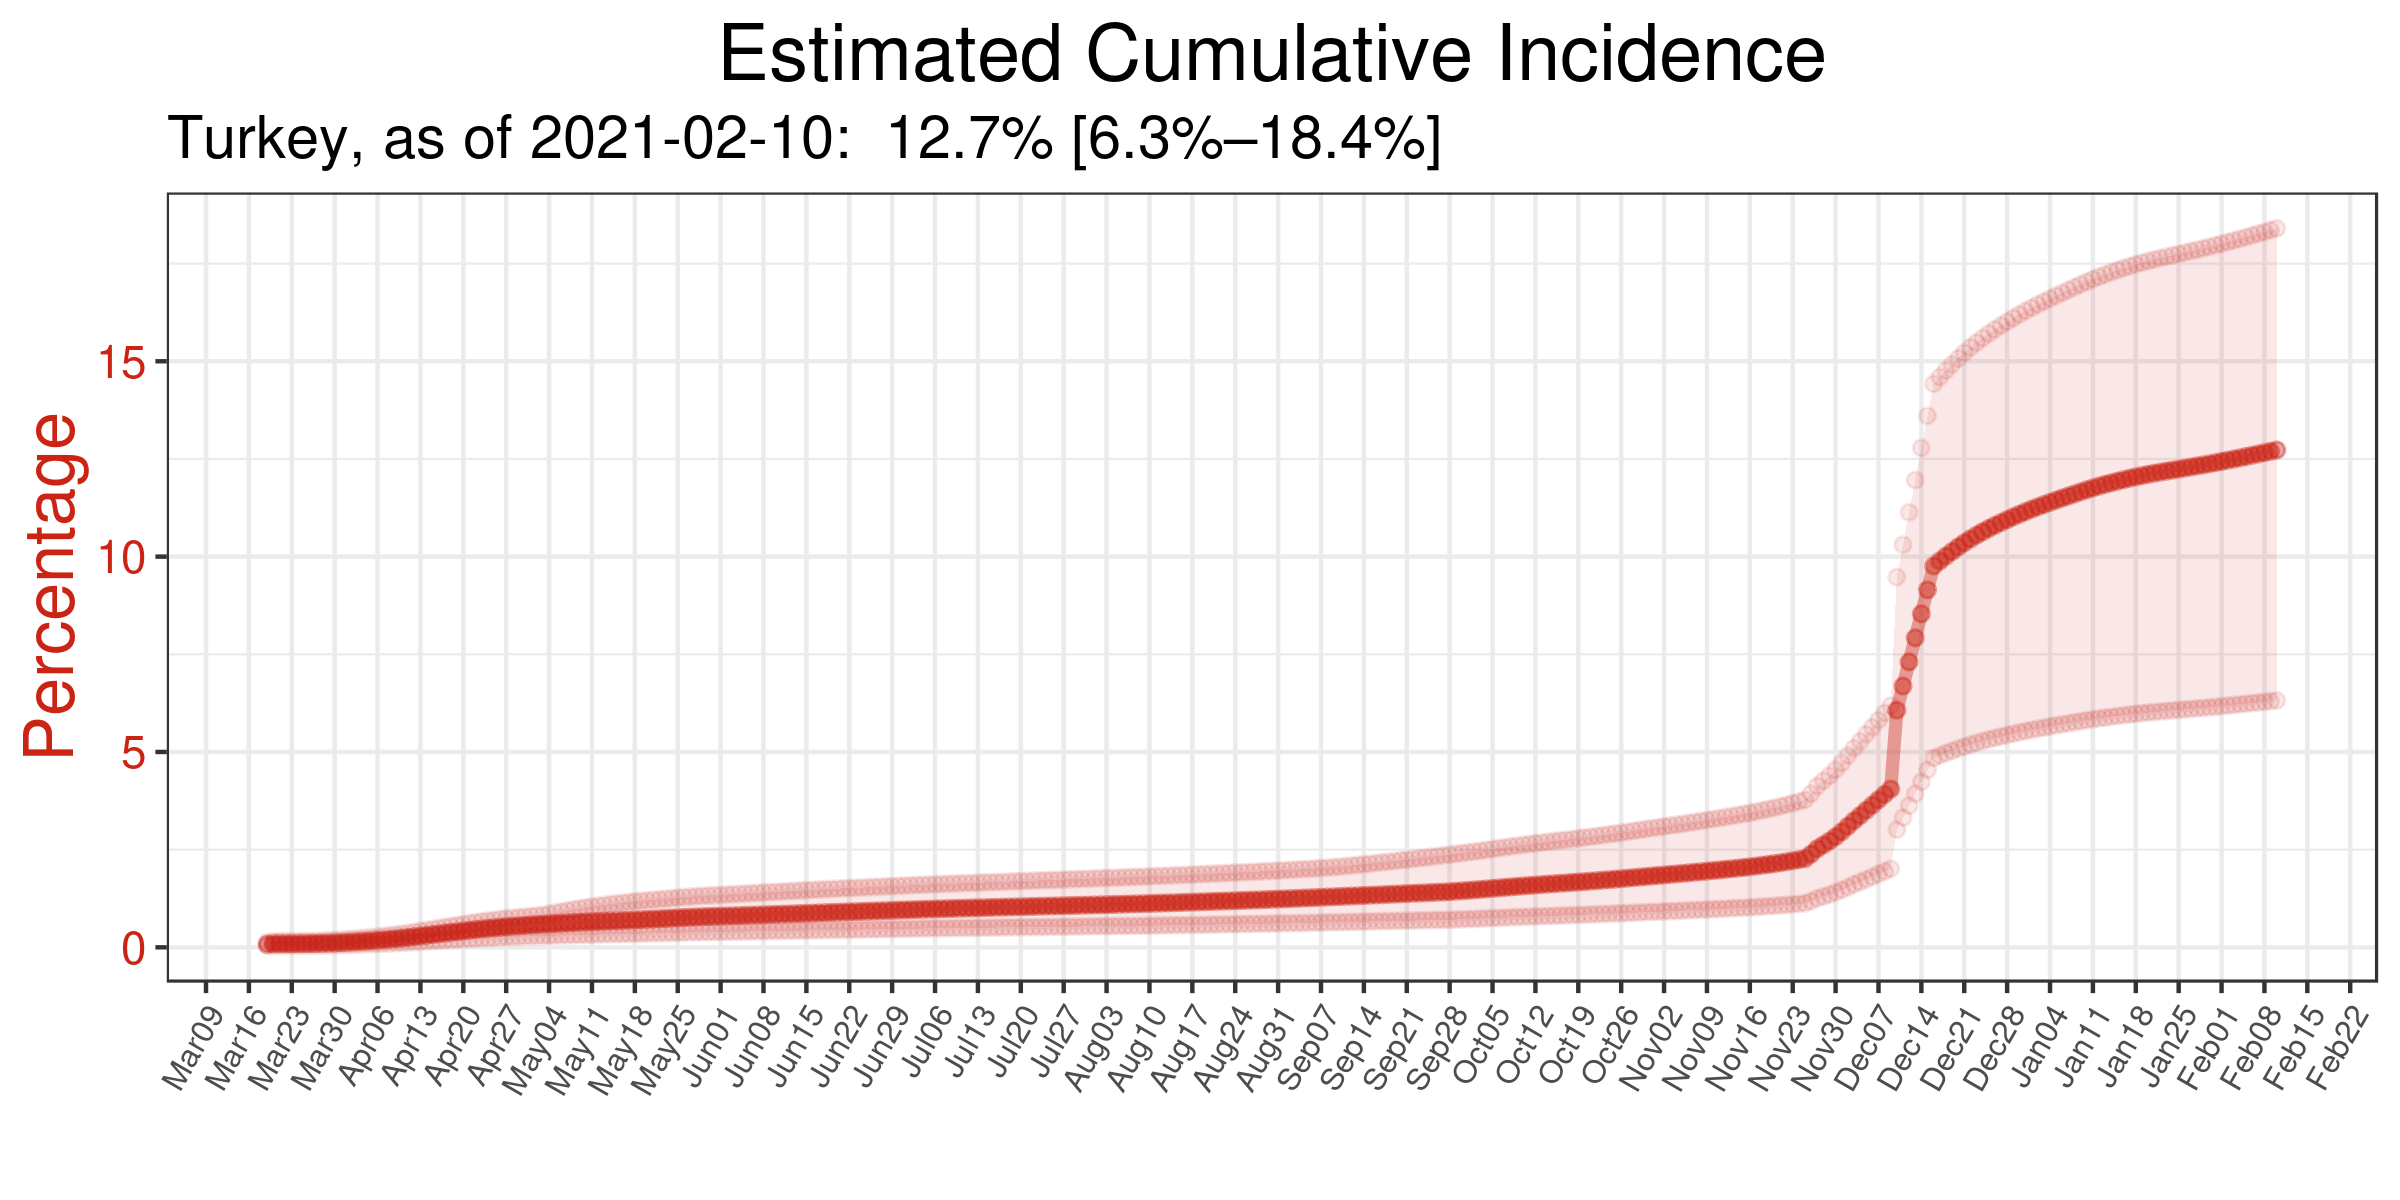 Estimated Cumulative Incidence
Turkey, as of 2021-02-10:  12.7% [6.3%–18.4%]
Percentage
15
10
5
0
Mar09
Mar16
Mar23
Mar30
Apr06
Apr13
Apr20
Apr27
May04
May11
May18
May25
Jun01
Jun08
Jun15
Jun22
Jun29
Jul06
Jul13
Jul20
Jul27
Aug03
Aug10
Aug17
Aug24
Aug31
Sep07
Sep14
Sep21
Sep28
Oct05
Oct12
Oct19
Oct26
Nov02
Nov09
Nov16
Nov23
Nov30
Dec07
Dec14
Dec21
Dec28
Jan04
Jan11
Jan18
Jan25
Feb01
Feb08
Feb15
Feb22